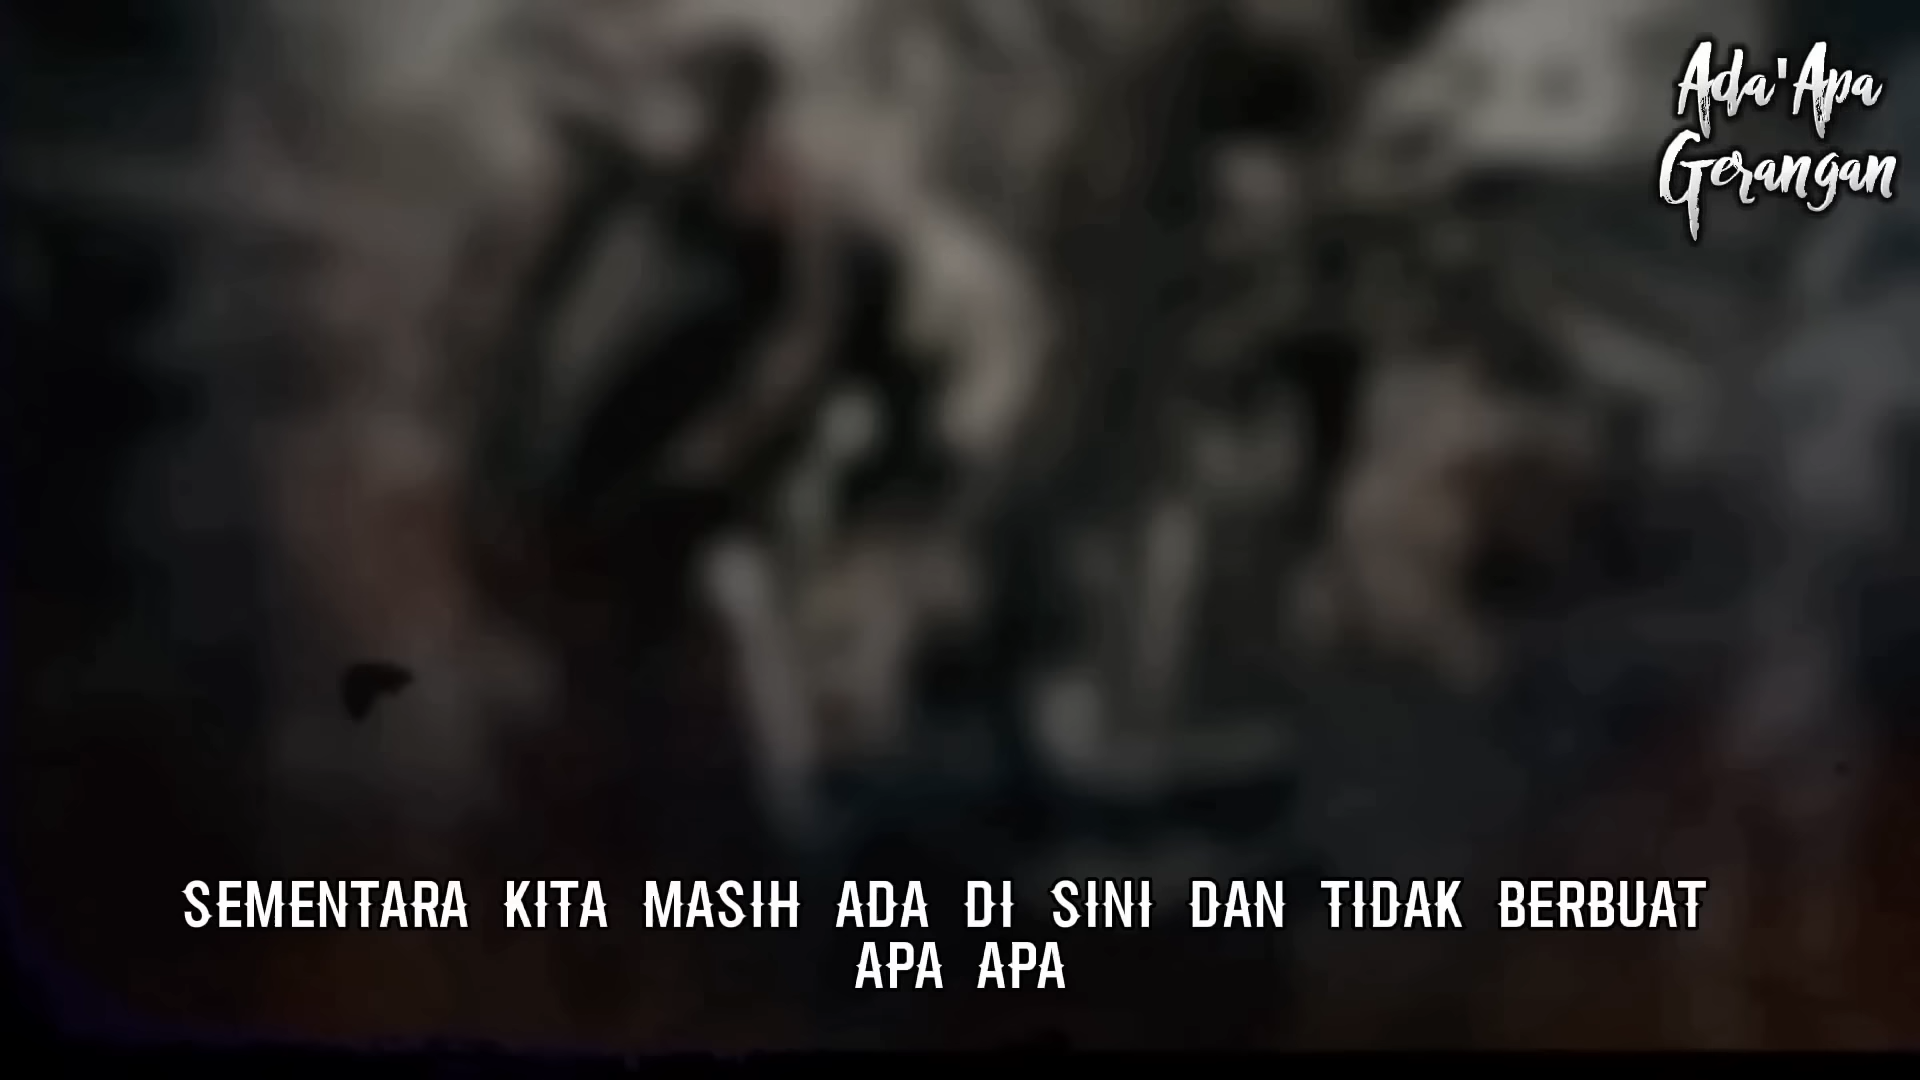 Ada'Apa
Gerangan
SEMENTARA KITA MASIH ADA DI SINI DAN TIDAK BERBUAT
APA APA